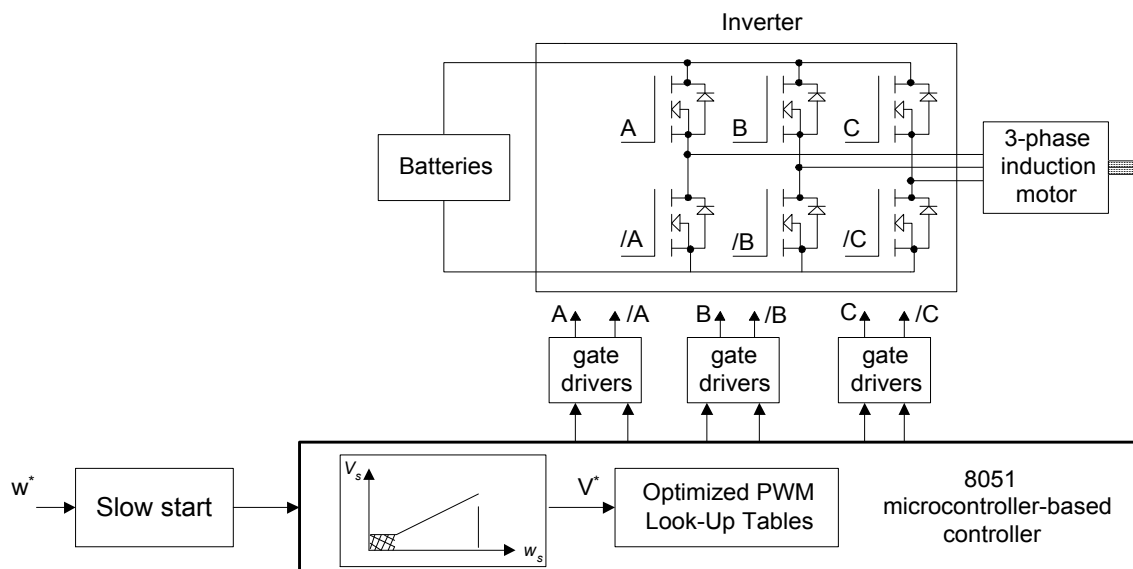 Inverter
A
B
C
Batteries
3-phase
induction
motor
/A
/B
/C
A
/A
B
/B
C
/C
gate
drivers
gate
drivers
gate
drivers
w*
Slow start
Vs
ws
V*
Optimized PWM
Look-Up Tables
8051
microcontroller-based
controller